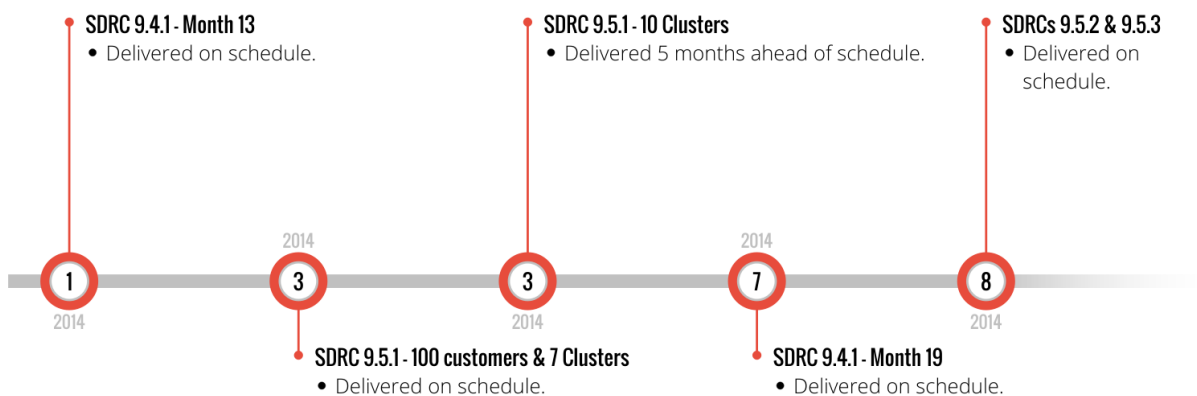 SDRC 9.4.1 - Month 13
• Delivered on schedule.
SDRC 9.5.1 - 10 Clusters
• Delivered 5 months ahead of schedule.
SDRCs 9.5.2 & 9.5.3
• Delivered on
schedule.
1
2014
2014
3
3
2014
2014
7
8
2014
SDRC 9.5.1 - 100 customers & 7 Clusters
• Delivered on schedule.
SDRC 9.4.1 - Month 19
• Delivered on schedule.